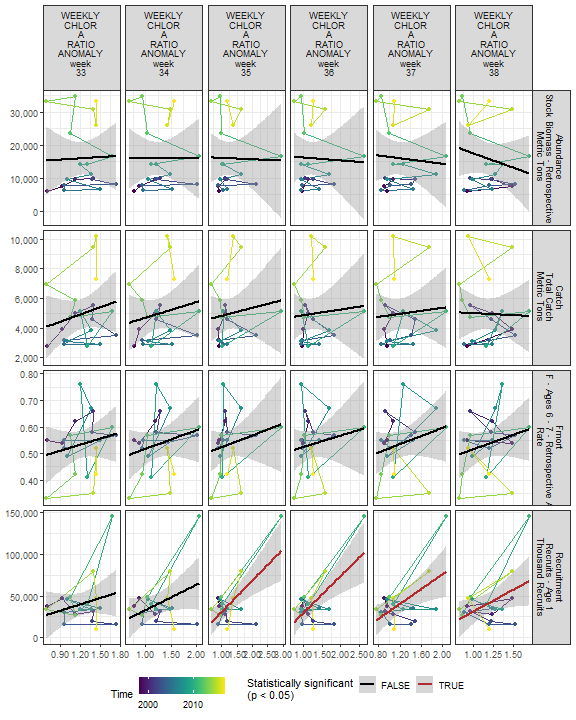 WEEKLY CHLOR A RATIO ANOMALY week 33
WEEKLY CHLOR A RATIO ANOMALY week 34
WEEKLY CHLOR A RATIO ANOMALY week 35
WEEKLY CHLOR A RATIO ANOMALY week 36
WEEKLY CHLOR A RATIO ANOMALY week 37
WEEKLY CHLOR A RATIO ANOMALY week 38
30,000
20,000
10,000
0
Abundance
Stock Biomass - Retrospective
Metric Tons
10,000
8,000
6,000
4,000
2,000
Catch
Total Catch
Metric Tons
0.80
0.70
0.60
0.50
0.40
Fmort
F - Ages 6 - 7 - Retrospective
Rate
150,000
100,000
50,000
0
Recruitment
Recruits - Age 1
Thousand Recruits
0.90 1.20 1.50 1.80
1.00 1.50 2.00
1.00 1.50 2.00 2.50 3.00
1.00 1.50 2.00 2.50
0.80 1.20 1.60 2.00
1.00 1.25 1.50
Time
2000 2010
Statistically significant
(p < 0.05)
FALSE
TRUE